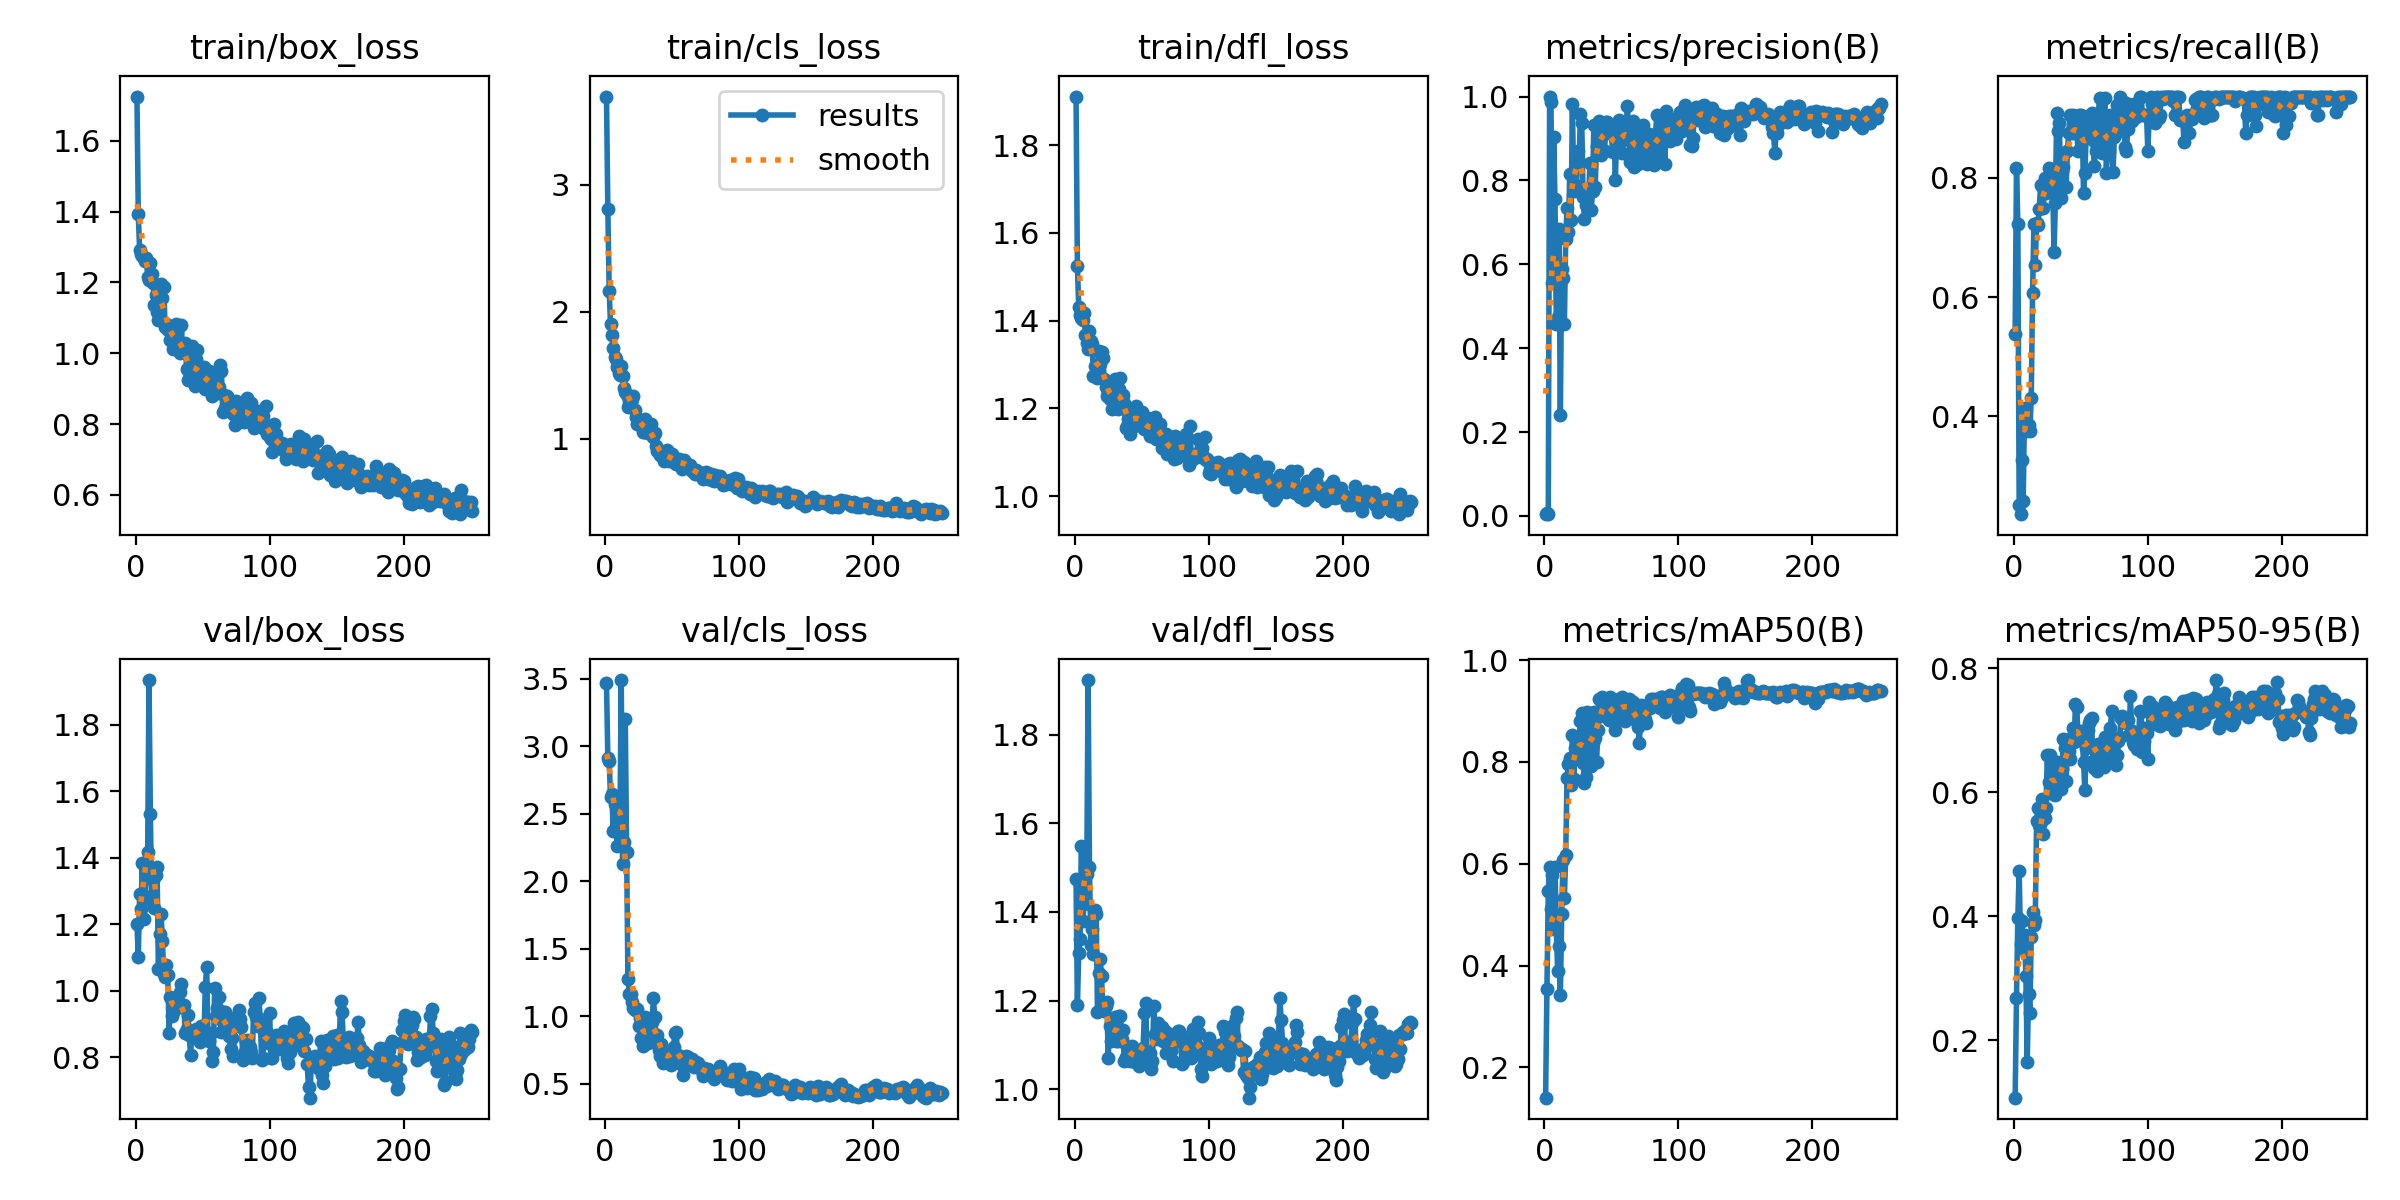 train/box_loss
1.6
1.4
1.2
1.0
0.8
0.6
0 100 200
train/cls_loss
results
smooth
3
2
1
0 100 200
train/dfl_loss
1.8
1.6
1.4
1.2
1.0
0 100 200
metrics/precision(B)
1.0
0.8
0.6
0.4
0.2
0.0
0 100 200
metrics/recall(B)
0.8
0.6
0.4
0 100 200
val/box_loss
1.8
1.6
1.4
1.2
1.0
0.8
0 100 200
val/cls_loss
3.5
3.0
2.5
2.0
1.5
1.0
0.5
0 100 200
val/dfl_loss
1.8
1.6
1.4
1.2
1.0
0 100 200
metrics/mAP50(B)
1.0
0.8
0.6
0.4
0.2
0 100 200
metrics/mAP50-95(B)
0.8
0.6
0.4
0.2
0 100 200